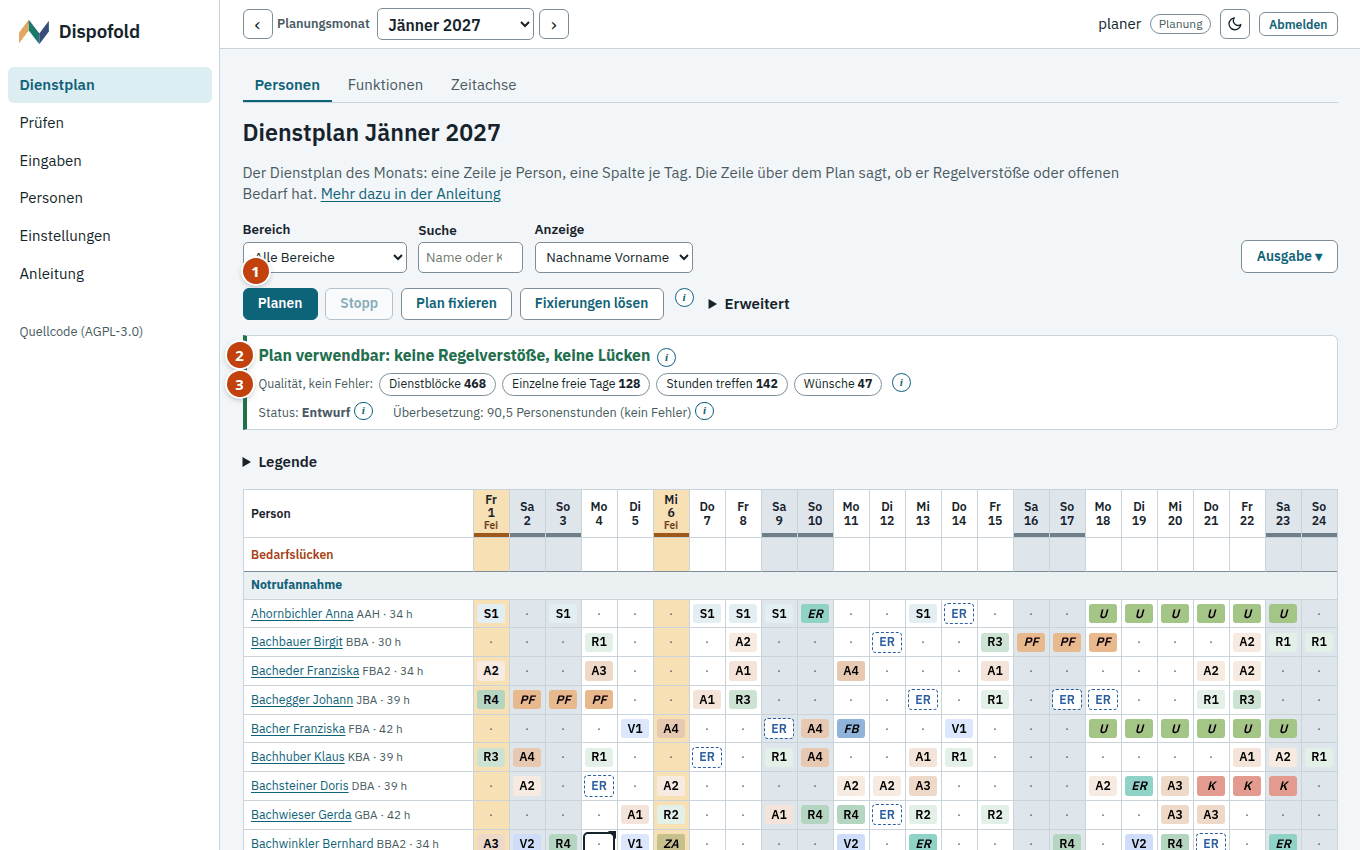 Dispofold
Dienstplan
Prüfen
Eingaben
Personen
Einstellungen
Anleitung
Quellcode (AGPL-3.0)
‹ Planungsmonat Jänner 2027 ›
planer Planung Abmelden
Personen Funktionen Zeitachse
Dienstplan Jänner 2027
Der Dienstplan des Monats: eine Zeile je Person, eine Spalte je Tag. Die Zeile über dem Plan sagt, ob er Regelverstöße oder offenen
Bedarf hat. Mehr dazu in der Anleitung
Bereich Suche Anzeige
Alle Bereiche Name oder K Nachname Vorname Ausgabe ▾
1
Planen Stopp Plan fixieren Fixierungen lösen i ▶ Erweitert
2 Plan verwendbar: keine Regelverstöße, keine Lücken i
3 Qualität, kein Fehler: Dienstblöcke 468 Einzelne freie Tage 128 Stunden treffen 142 Wünsche 47 i
Status: Entwurf i Überbesetzung: 90,5 Personenstunden (kein Fehler) i
▶ Legende
Person Fr 1 Fei Sa 2 So 3 Mo 4 Di 5 Mi 6 Fei Do 7 Fr 8 Sa 9 So 10 Mo 11 Di 12 Mi 13 Do 14 Fr 15 Sa 16 So 17 Mo 18 Di 19 Mi 20 Do 21 Fr 22 Sa 23 So 24
Bedarfslücken
Notrufannahme
Ahornbichler Anna AAH · 34 h S1 · S1 · · · S1 S1 S1 ER · · S1 ER · · · U U U U U U ·
Bachbauer Birgit BBA · 30 h · · · R1 · · · A2 · · · ER · · R3 PF PF PF · · · A2 R1 R1
Bacheder Franziska FBA2 · 34 h A2 · · A3 · · · A1 · · A4 · · · A1 · · · · · A2 A2 · ·
Bachegger Johann JBA · 39 h R4 PF PF PF · · A1 R3 · · · · ER · R1 · ER ER · · R1 R3 · ·
Bacher Franziska FBA · 42 h · · · · V1 A4 · · ER A4 FB · · V1 · · · U U U U U U ·
Bachhuber Klaus KBA · 39 h R3 A4 · R1 · · ER · R1 A4 · · A1 R1 · · · · · · · A1 A2 R1
Bachsteiner Doris DBA · 39 h · A2 · ER · A2 · · · · A2 A2 A3 · · · · A2 ER A3 K K K ·
Bachwieser Gerda GBA · 42 h · · · · A1 R2 · · A1 R4 R4 ER R2 · R2 · · · · A3 A3 · · ·
Bachwinkler Bernhard BBA2 · 34 h A3 V2 R4 · V1 ZA · · · · V2 · ER · · · R4 · V2 R4 ER · ER ·